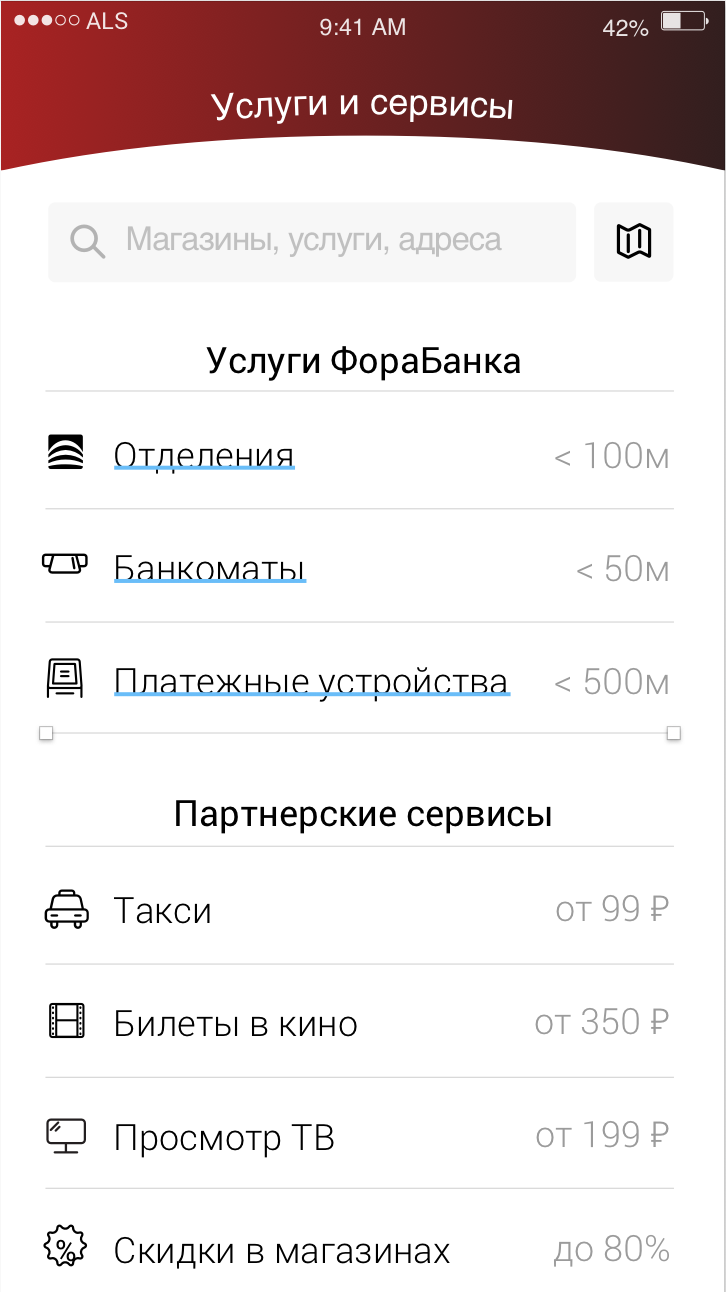 ALS 9:41 AM 42%
Услуги и сервисы
Магазины, услуги, адреса
Услуги ФораБанка
Отделения < 100м
Банкоматы < 50м
Платежные устройства < 500м
Партнерские сервисы
Такси от 99 ₽
Билеты в кино от 350 ₽
Просмотр ТВ от 199 ₽
% Скидки в магазинах до 80%